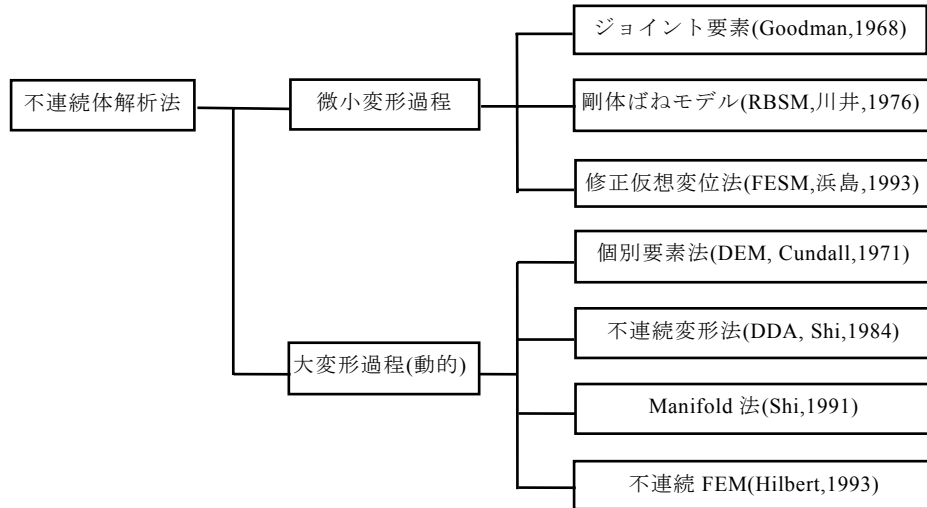 ジョイント要素(Goodman,1968)
不連続体解析法
微小変形過程
剛体ばねモデル(RBSM,川井,1976)
修正仮想変位法(FESM,浜島,1993)
個別要素法(DEM, Cundall,1971)
不連続変形法(DDA, Shi,1984)
大変形過程(動的)
Manifold 法(Shi,1991)
不連続 FEM(Hilbert,1993)